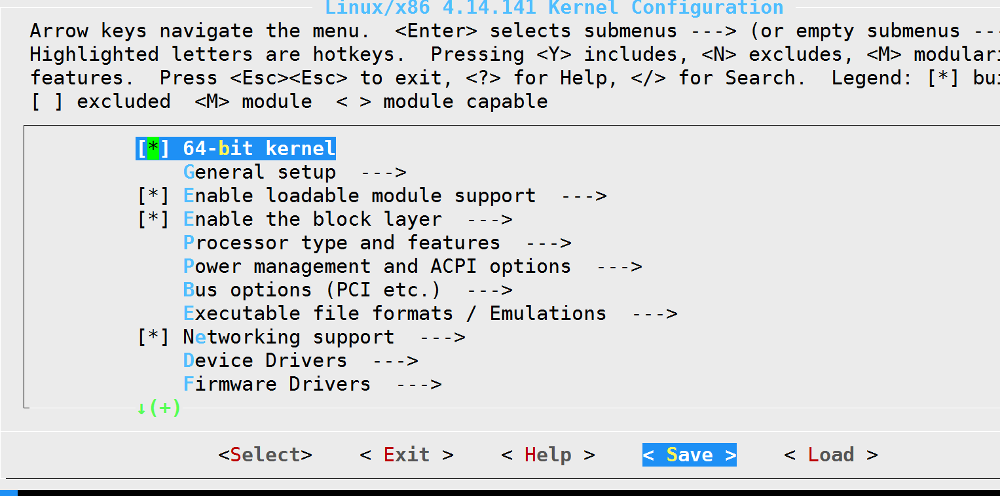 Linux/x86 4.14.141 Kernel Configuration
Arrow keys navigate the menu.  <Enter> selects submenus ---> (or empty submenus --
Highlighted letters are hotkeys.  Pressing <Y> includes, <N> excludes, <M> modulari
features.  Press <Esc><Esc> to exit, <?> for Help, </> for Search.  Legend: [*] bui
[ ] excluded  <M> module  < > module capable
[*] 64-bit kernel
General setup  --->
[*] Enable loadable module support  --->
[*] Enable the block layer  --->
Processor type and features  --->
Power management and ACPI options  --->
Bus options (PCI etc.)  --->
Executable file formats / Emulations  --->
[*] Networking support  --->
Device Drivers  --->
Firmware Drivers  --->
↓(+)
<Select>    < Exit >    < Help >    < Save >    < Load >